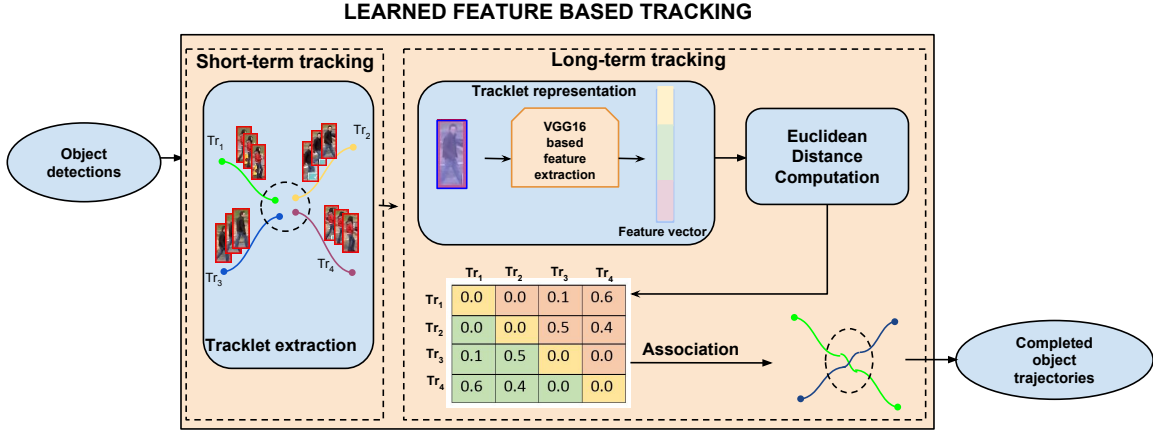 LEARNED FEATURE BASED TRACKING
Short-term tracking
Long-term tracking
Object
detections
Tr1
Tr2
Tr3
Tr4
Tracklet extraction
Tracklet representation
VGG16
based
feature
extraction
Feature vector
Euclidean
Distance
Computation
Tr1 Tr2 Tr3 Tr4
Tr1 0.0 0.0 0.1 0.6
Tr2 0.0 0.0 0.5 0.4
Tr3 0.1 0.5 0.0 0.0
Tr4 0.6 0.4 0.0 0.0
Association
Completed
object
trajectories